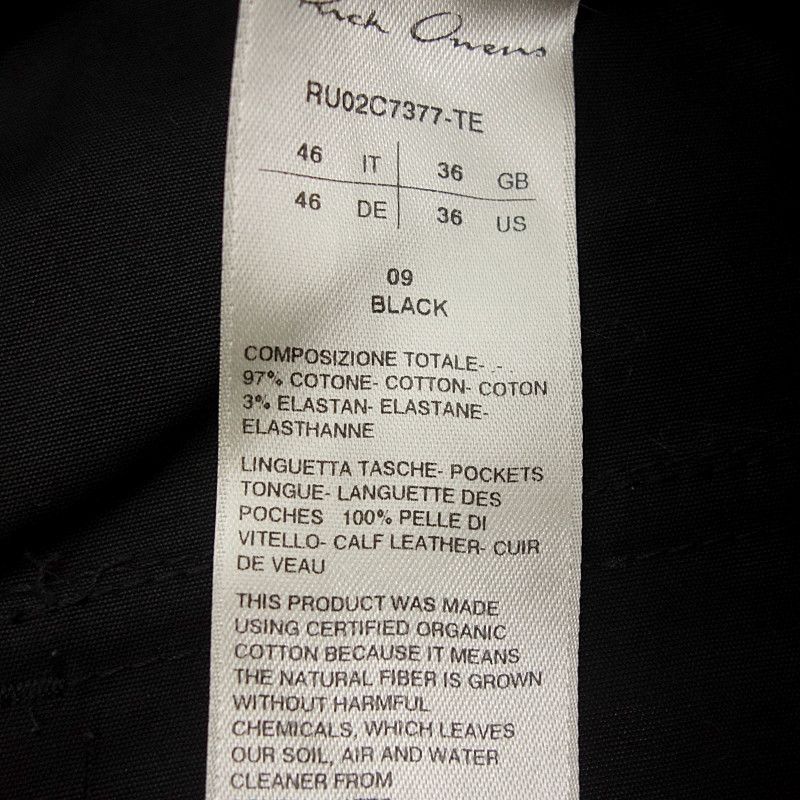 Rick Owens
RU02C7377-TE
46 IT 36 GB
46 DE 36 US
09
BLACK
COMPOSIZIONE TOTALE- .- .
97% COTONE- COTTON- COTON
3% ELASTAN- ELASTANE-
ELASTHANNE
LINGUETTA TASCHE- POCKETS
TONGUE- LANGUETTE DES
POCHES 100% PELLE DI
VITELLO- CALF LEATHER- CUIR
DE VEAU
THIS PRODUCT WAS MADE
USING CERTIFIED ORGANIC
COTTON BECAUSE IT MEANS
THE NATURAL FIBER IS GROWN
WITHOUT HARMFUL
CHEMICALS, WHICH LEAVES
OUR SOIL, AIR AND WATER
CLEANER FROM